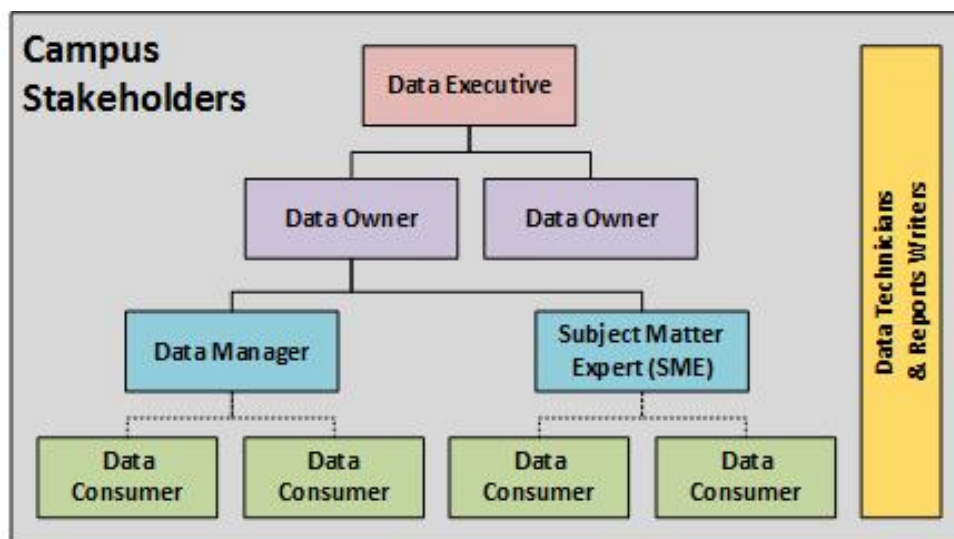 Campus
Stakeholders
Data Executive
Data Owner
Data Owner
Data Manager
Subject Matter
Expert (SME)
Data
Consumer
Data
Consumer
Data
Consumer
Data
Consumer
Data Technicians
& Reports Writers